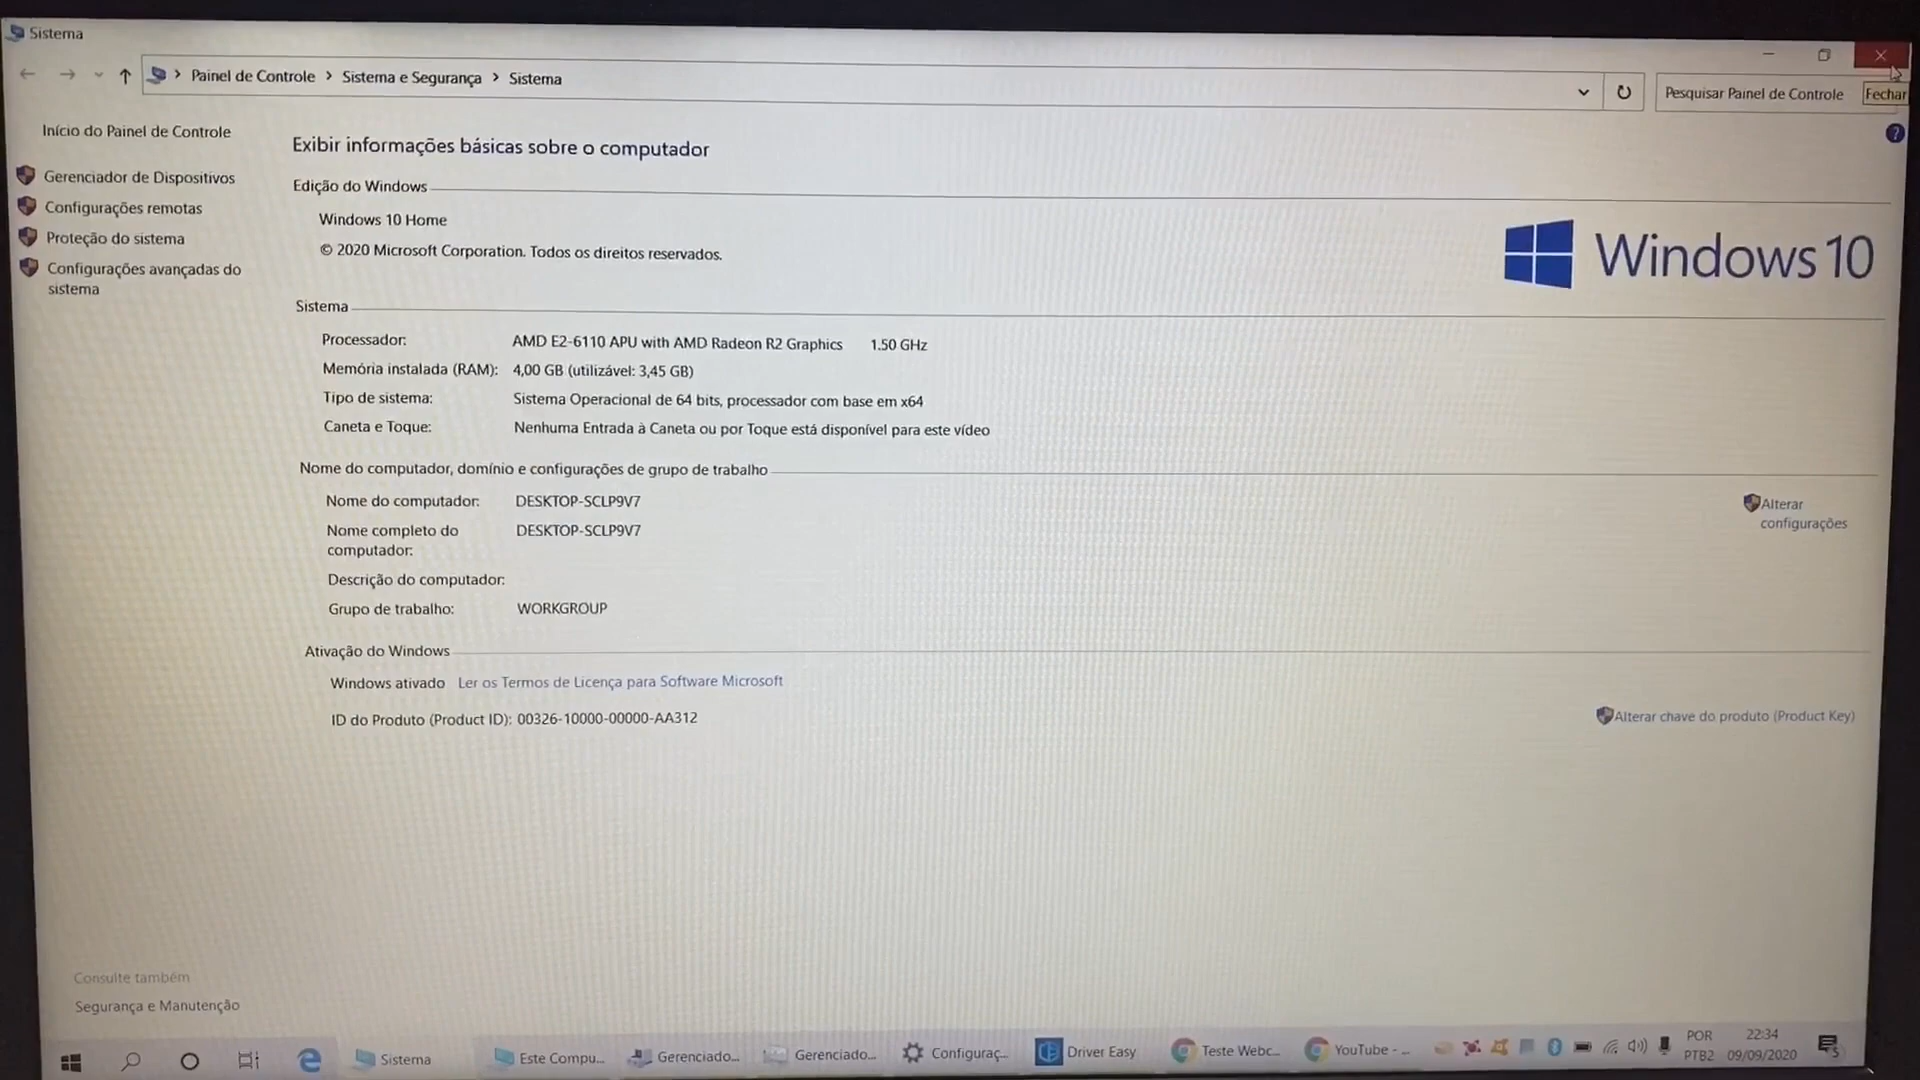 Sistema
Painel de Controle > Sistema e Segurança > Sistema
Pesquisar Painel de Controle
Fechar
Início do Painel de Controle
Gerenciador de Dispositivos
Configurações remotas
Proteção do sistema
Configurações avançadas do
sistema
Exibir informações básicas sobre o computador
Edição do Windows
Windows 10 Home
© 2020 Microsoft Corporation. Todos os direitos reservados.
Windows 10
Sistema
Processador: AMD E2-6110 APU with AMD Radeon R2 Graphics 1.50 GHz
Memória instalada (RAM): 4,00 GB (utilizável: 3,45 GB)
Tipo de sistema: Sistema Operacional de 64 bits, processador com base em x64
Caneta e Toque: Nenhuma Entrada à Caneta ou por Toque está disponível para este vídeo
Nome do computador, domínio e configurações de grupo de trabalho
Nome do computador: DESKTOP-SCLP9V7
Alterar
configurações
Nome completo do DESKTOP-SCLP9V7
computador:
Descrição do computador:
Grupo de trabalho: WORKGROUP
Ativação do Windows
Windows ativado Ler os Termos de Licença para Software Microsoft
ID do Produto (Product ID): 00326-10000-00000-AA312
Alterar chave do produto (Product Key)
Consulte também
Segurança e Manutenção
Sistema
Este Compu...
Gerenciado...
Gerenciado...
Configuraç...
Driver Easy
Teste Webc...
YouTube - ...
POR
PTB2
22:34
09/09/2020
5